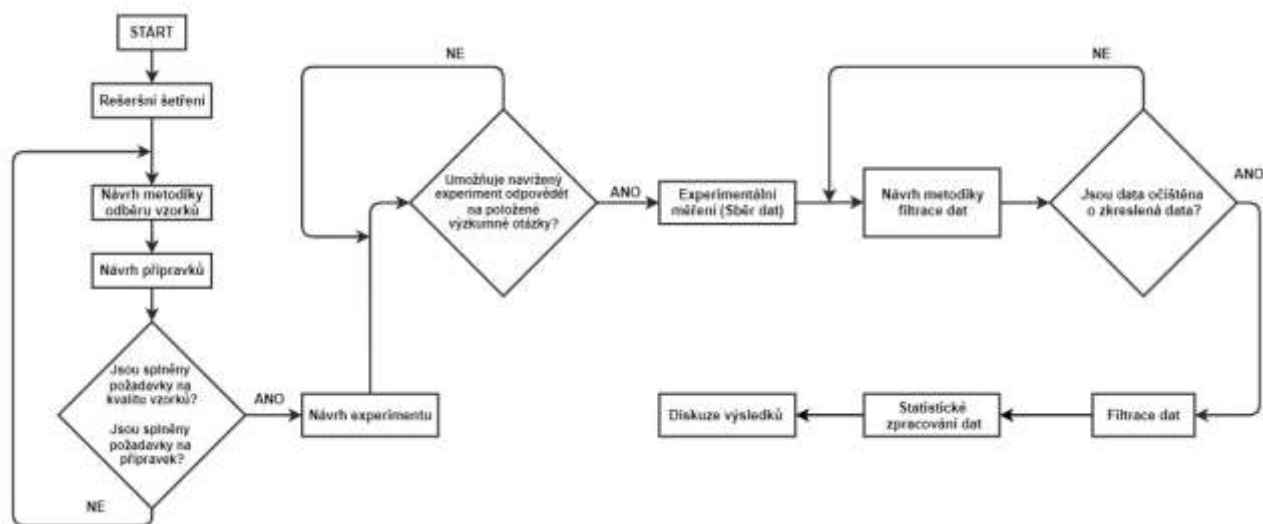 START
Rešeršní šetření
Návrh metodiky
odběru vzorků
Návrh přípravků
Jsou splněny
požadavky na
kvalitu vzorků?
Jsou splněny
požadavky na
přípravek?
NE
ANO
Návrh experimentu
NE
Umožňuje navržený
experiment odpovědět
na položené
výzkumné otázky?
ANO
Experimentální
měření (Sběr dat)
Návrh metodiky
filtrace dat
NE
Jsou data očištěna
o zkreslená data?
ANO
Filtrace dat
Statistické
zpracování dat
Diskuze výsledků